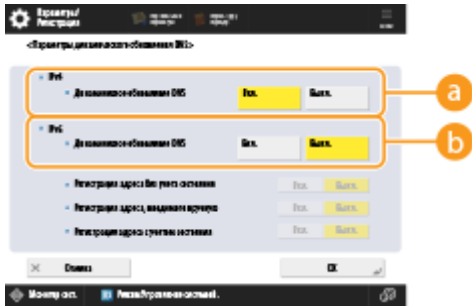 Параметры/
Регистрация
<Параметры динамического обновления DNS>
IPv4
Динамическое обновление DNS
Вкл.
Выкл.
a
IPv6
Динамическое обновление DNS
Вкл.
Выкл.
b
Регистрация адреса без учета состояния
Вкл.
Выкл.
Регистрация адреса, введенного вручную
Вкл.
Выкл.
Регистрация адреса с учетом состояния
Вкл.
Выкл.
Отмена
OK
Монитор сост.